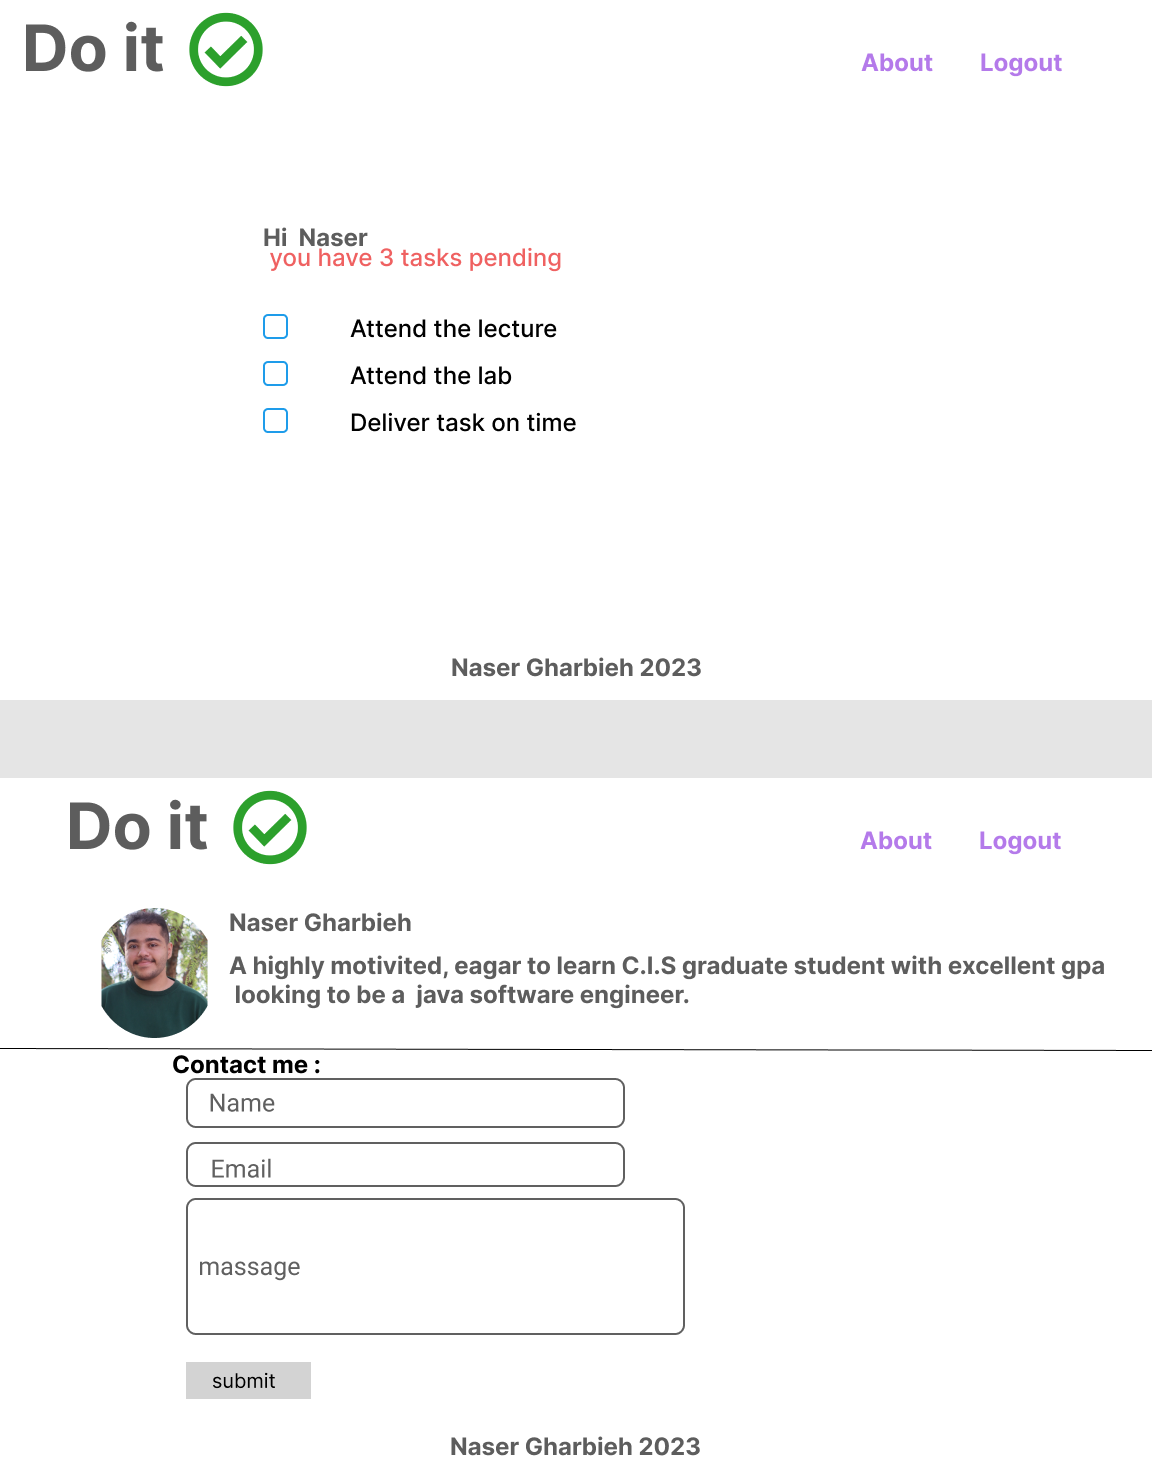 Do it
About Logout
Hi Naser
you have 3 tasks pending
Attend the lecture
Attend the lab
Deliver task on time
Naser Gharbieh 2023
Do it
About Logout
Naser Gharbieh
A highly motivited, eagar to learn C.I.S graduate student with excellent gpa
looking to be a java software engineer.
Contact me :
Name
Email
massage
submit
Naser Gharbieh 2023